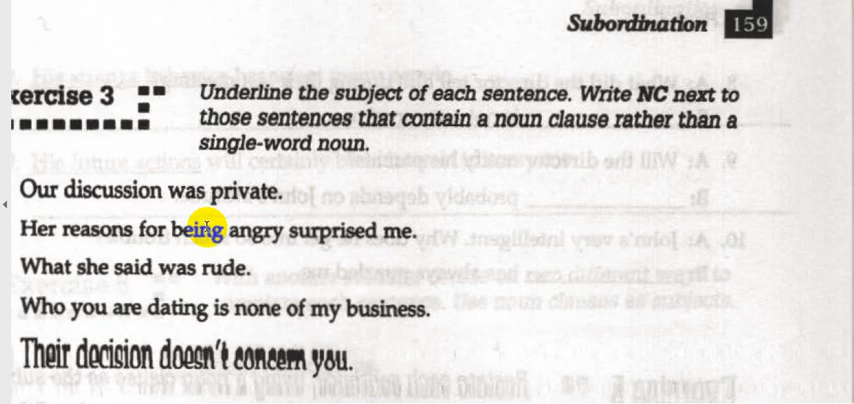 Subordination 159
xercise 3
Underline the subject of each sentence. Write NC next to
those sentences that contain a noun clause rather than a
single-word noun.
Our discussion was private.
Her reasons for being angry surprised me.
What she said was rude.
Who you are dating is none of my business.
Their decision doesn't concern you.